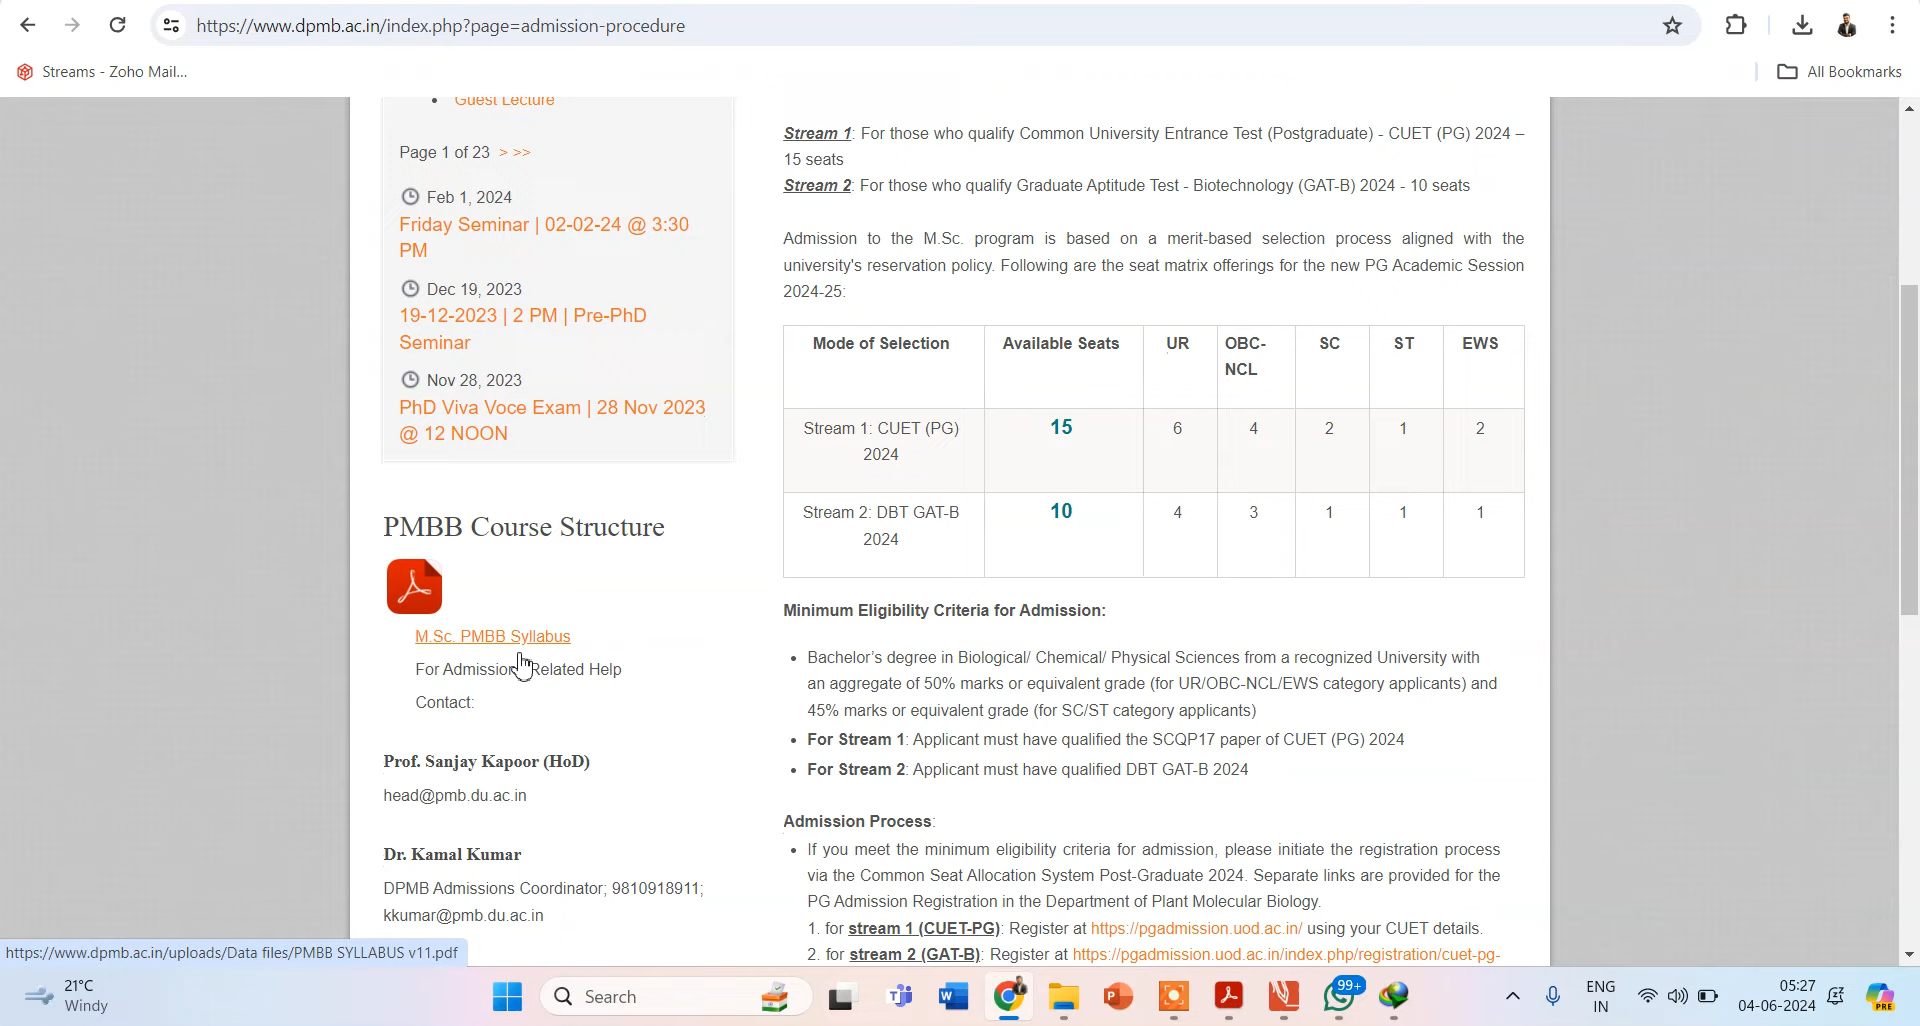 https://www.dpmb.ac.in/index.php?page=admission-procedure
Streams - Zoho Mail...
All Bookmarks
Guest Lecture
Page 1 of 23 > >>
Feb 1, 2024
Friday Seminar | 02-02-24 @ 3:30
PM
Dec 19, 2023
19-12-2023 | 2 PM | Pre-PhD
Seminar
Nov 28, 2023
PhD Viva Voce Exam | 28 Nov 2023
@ 12 NOON
PMBB Course Structure
M.Sc. PMBB Syllabus
For Admission Related Help
Contact:
Prof. Sanjay Kapoor (HoD)
head@pmb.du.ac.in
Dr. Kamal Kumar
DPMB Admissions Coordinator; 9810918911;
kkumar@pmb.du.ac.in
Stream 1: For those who qualify Common University Entrance Test (Postgraduate) - CUET (PG) 2024 –
15 seats
Stream 2: For those who qualify Graduate Aptitude Test - Biotechnology (GAT-B) 2024 - 10 seats
Admission to the M.Sc. program is based on a merit-based selection process aligned with the
university's reservation policy. Following are the seat matrix offerings for the new PG Academic Session
2024-25:
Mode of Selection Available Seats UR OBC- SC ST EWS
NCL
Stream 1: CUET (PG) 15 6 4 2 1 2
2024
Stream 2: DBT GAT-B 10 4 3 1 1 1
2024
Minimum Eligibility Criteria for Admission:
• Bachelor's degree in Biological/ Chemical/ Physical Sciences from a recognized University with
an aggregate of 50% marks or equivalent grade (for UR/OBC-NCL/EWS category applicants) and
45% marks or equivalent grade (for SC/ST category applicants)
• For Stream 1: Applicant must have qualified the SCQP17 paper of CUET (PG) 2024
• For Stream 2: Applicant must have qualified DBT GAT-B 2024
Admission Process:
• If you meet the minimum eligibility criteria for admission, please initiate the registration process
via the Common Seat Allocation System Post-Graduate 2024. Separate links are provided for the
PG Admission Registration in the Department of Plant Molecular Biology.
1. for stream 1 (CUET-PG): Register at https://pgadmission.uod.ac.in/ using your CUET details.
2. for stream 2 (GAT-B): Register at https://pgadmission.uod.ac.in/index.php/registration/cuet-pg-
https://www.dpmb.ac.in/uploads/Data files/PMBB SYLLABUS v11.pdf
21°C
Windy
Search
99+
ENG
IN
05:27
04-06-2024
PRE